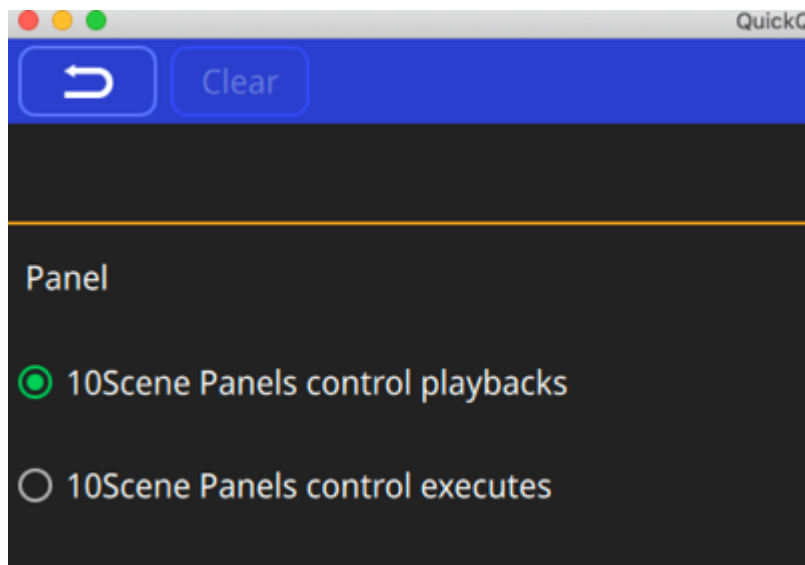 QuickQ
Clear
Panel
10Scene Panels control playbacks
10Scene Panels control executes